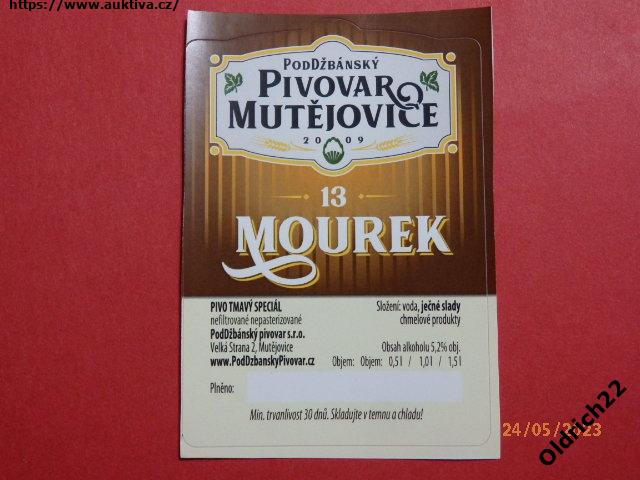 https://www.auktiva.cz/
PODDŽBÁNSKÝ
PIVOVAR
MUTĚJOVICE
2009
13
MOUREK
PIVO TMAVÝ SPECIÁL
nefiltrované nepasterizované
PodDžbánský pivovar s.r.o.
Velká Strana 2, Mutějovice
www.PodDzbanskyPivovar.cz
Složení: voda, ječné slady
chmelové produkty
Obsah alkoholu 5,2% obj.
Objem: Objem: 0,5 l / 1,0 l / 1,5 l
Plněno:
Min. trvanlivost 30 dnů. Skladujte v temnu a chladu!
24/05/2023
Oldrich22